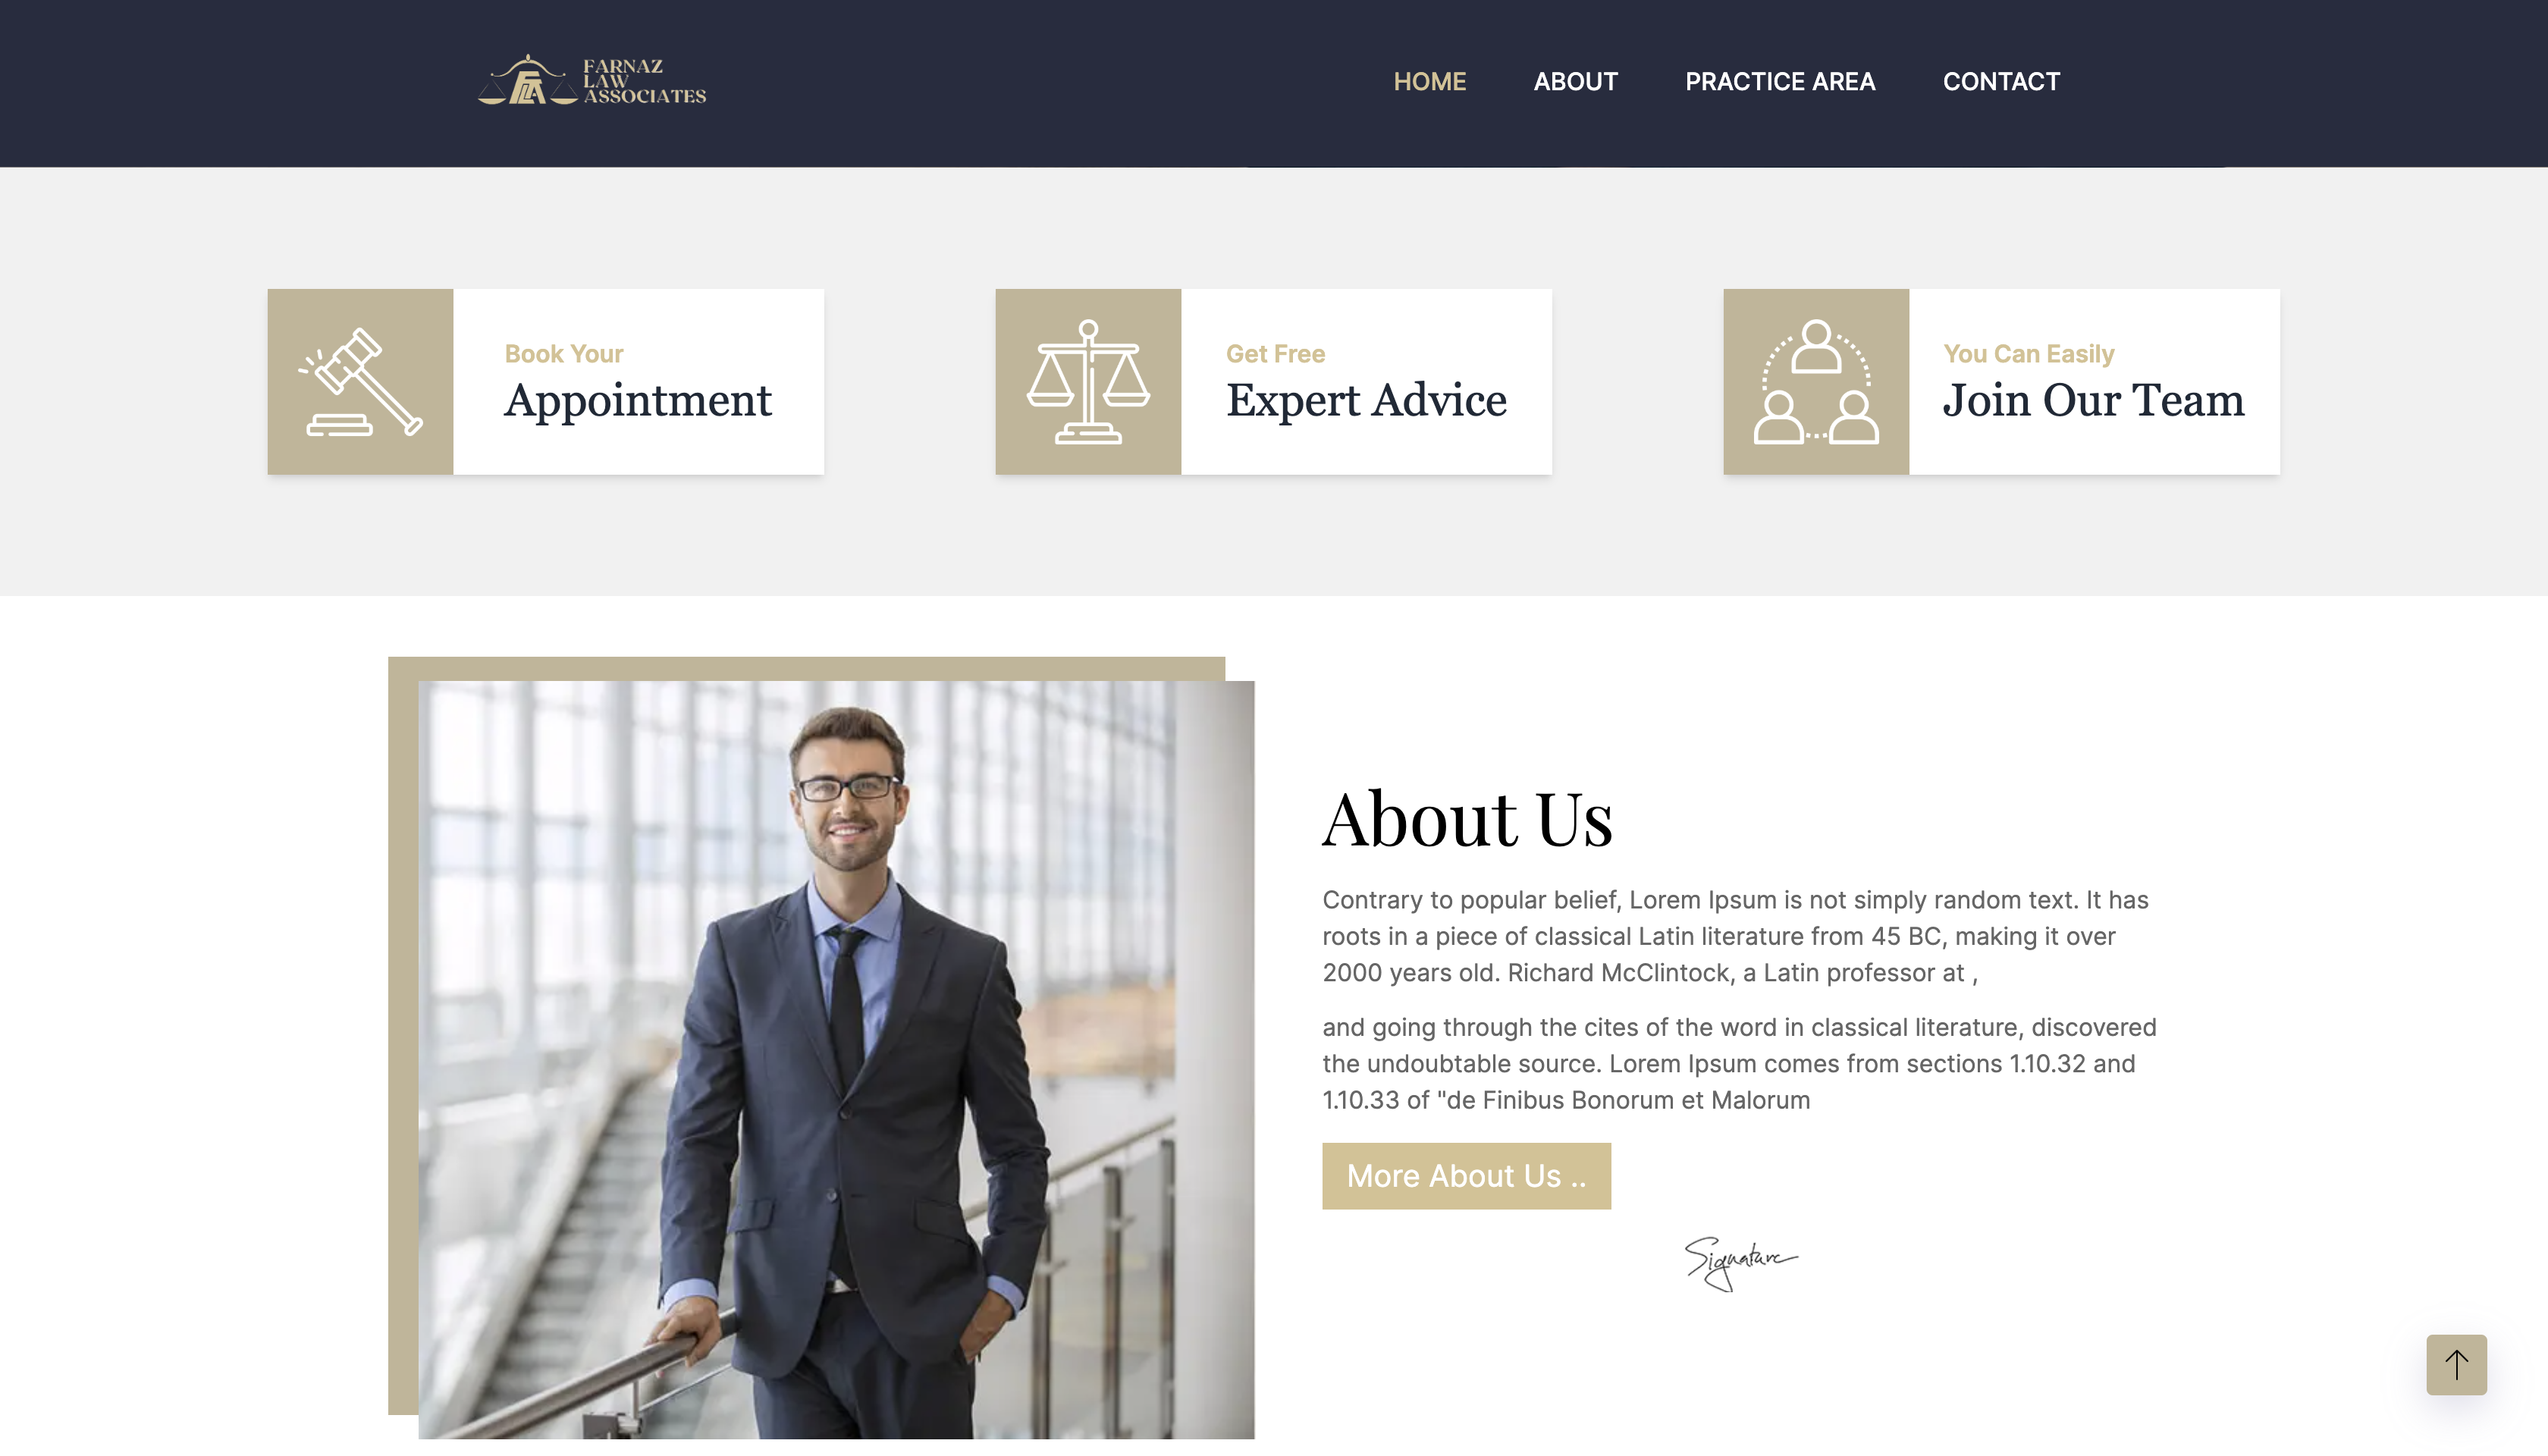 FARNAZ
LAW
ASSOCIATES
HOME ABOUT PRACTICE AREA CONTACT
Book Your
Appointment
Get Free
Expert Advice
You Can Easily
Join Our Team
About Us
Contrary to popular belief, Lorem Ipsum is not simply random text. It has
roots in a piece of classical Latin literature from 45 BC, making it over
2000 years old. Richard McClintock, a Latin professor at ,
and going through the cites of the word in classical literature, discovered
the undoubtable source. Lorem Ipsum comes from sections 1.10.32 and
1.10.33 of "de Finibus Bonorum et Malorum
More About Us ..
Signature